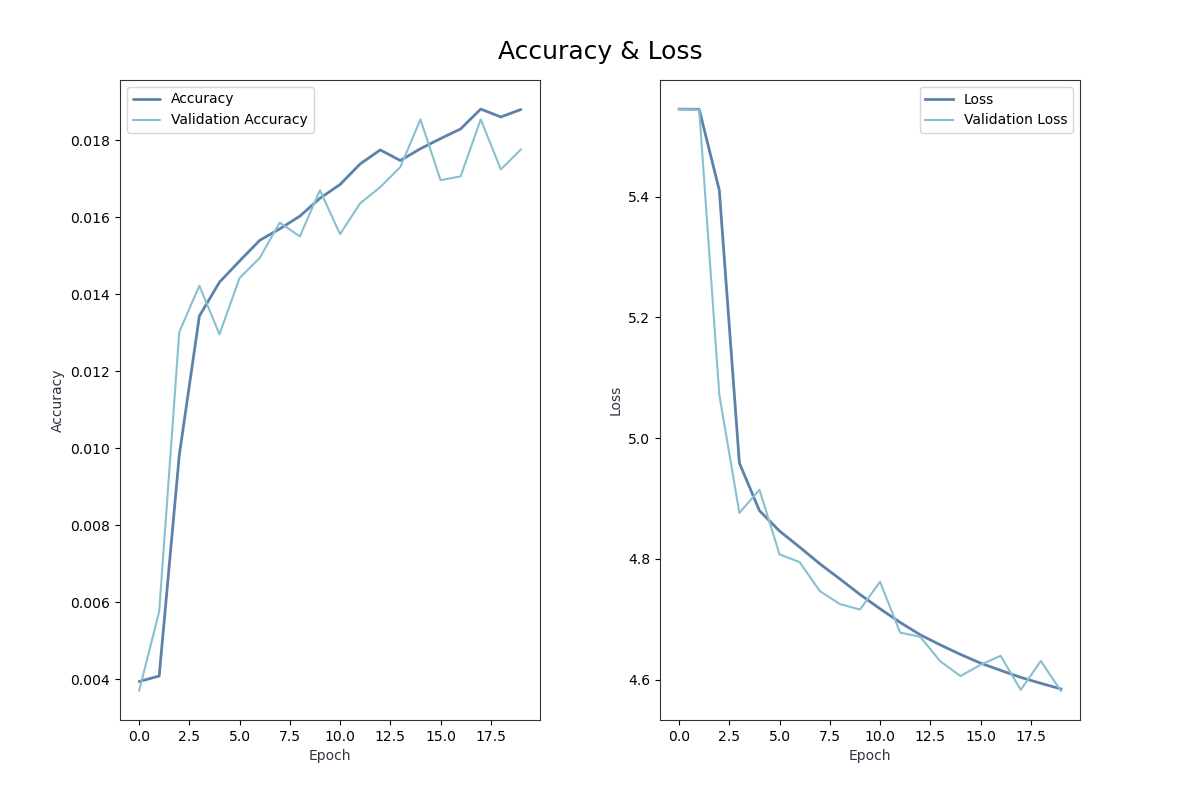 Accuracy & Loss
Accuracy
Validation Accuracy
0.018
0.016
0.014
0.012
0.010
0.008
0.006
0.004
Accuracy
0.0 2.5 5.0 7.5 10.0 12.5 15.0 17.5
Epoch
Loss
Validation Loss
5.4
5.2
5.0
4.8
4.6
Loss
0.0 2.5 5.0 7.5 10.0 12.5 15.0 17.5
Epoch